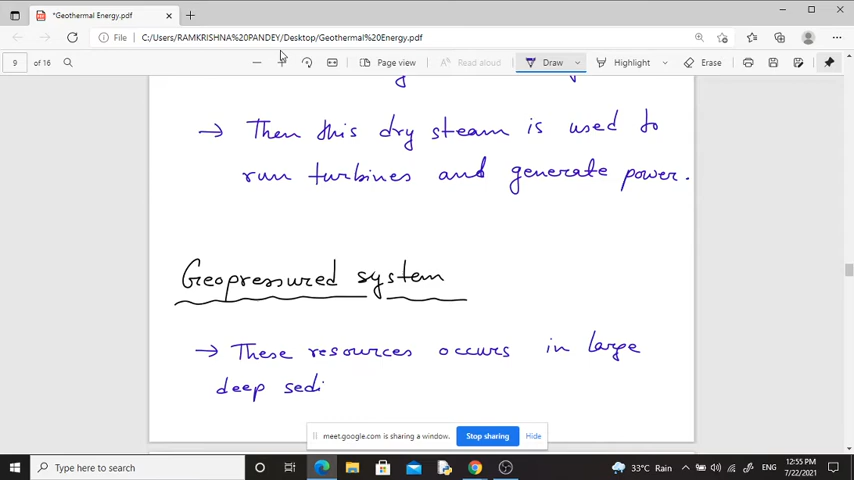 *Geothermal Energy.pdf
File
C:/Users/RAMKRISHNA%20PANDEY/Desktop/Geothermal%20Energy.pdf
9 of 16
Page view
Read aloud
Draw
Highlight
Erase
→ Then this dry steam is used to
run turbines and generate power.
Geopressured system
→ These resources occurs in large
deep sedi
meet.google.com is sharing a window.
Stop sharing
Hide
Type here to search
33°C Rain
ENG
12:55 PM
7/22/2021